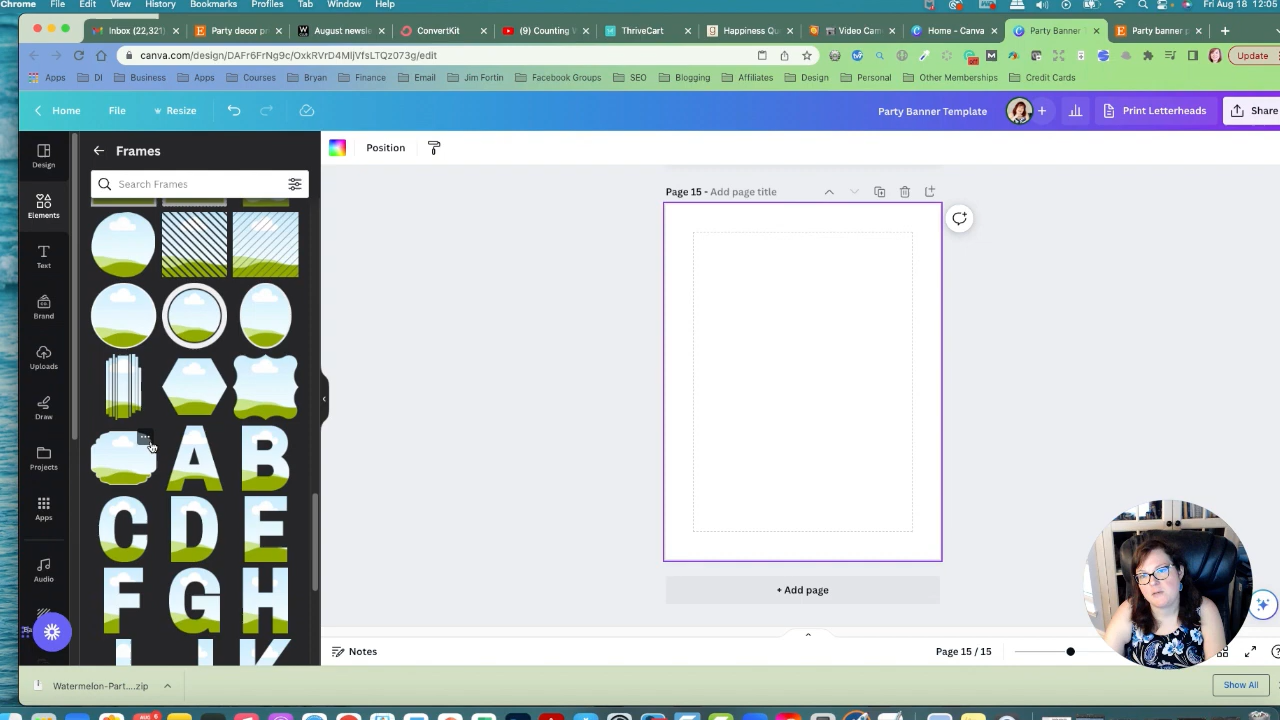 Chrome File Edit View History Bookmarks Profiles Tab Window Help
Fri Aug 18 12:05
Inbox (22,321)
Party decor pr
August newsle
ConvertKit
(9) Counting V
ThriveCart
Happiness Qu
Video Cam
Home - Canva
Party Banner
Party banner
canva.com/design/DAFr6FrNg9c/OxkRVrD4MljVfsLTQz073g/edit
Update
Apps DI Business Apps Courses Bryan Finance Email Jon Fortin Facebook Groups SEO Blogging Affiliates Design Personal Other Memberships Credit Cards
Home File Resize
Party Banner Template
Print Letterheads
Share
Design
Elements
Text
Brand
Uploads
Draw
Projects
Apps
Audio
Frames
Search Frames
A B
C D E
F G H
Position
Page 15 - Add page title
+ Add page
Notes
Page 15 / 15
Watermelon-Part....zip
Show All